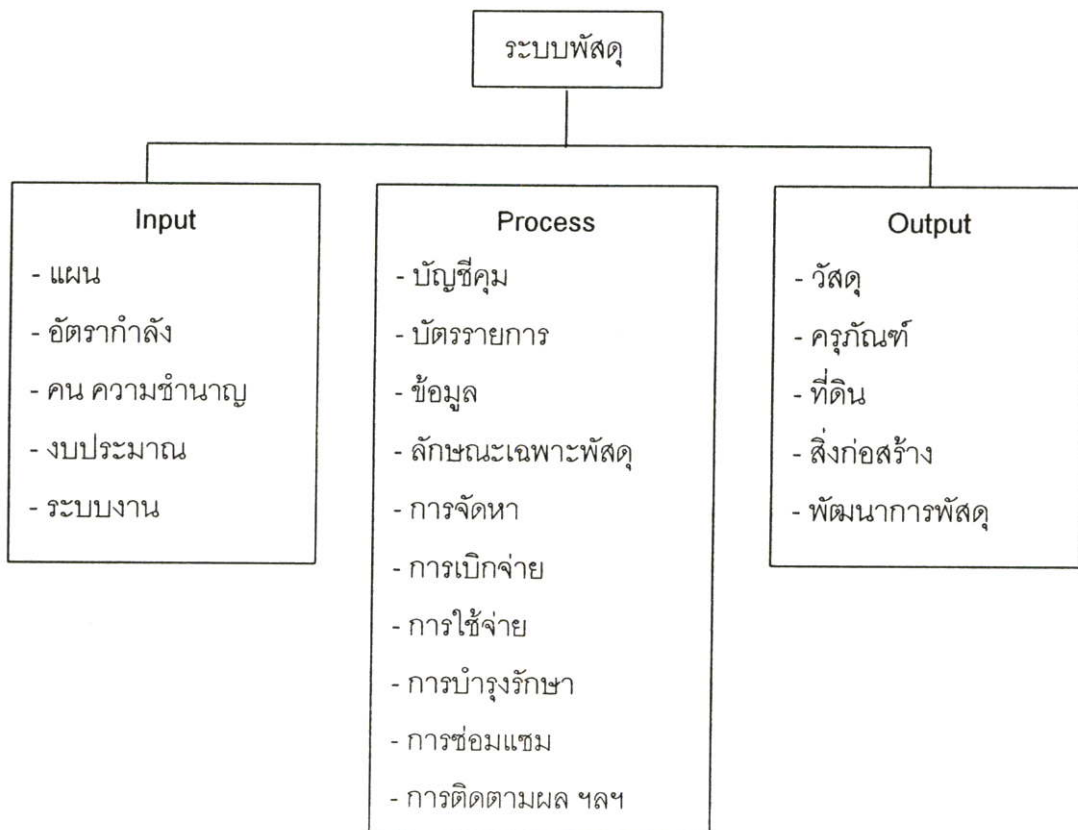 ระบบพัสดุ
Input
- แผน
- อัตรากำลัง
- คน ความชำนาญ
- งบประมาณ
- ระบบงาน
Process
- บัญชีคุม
- บัตรรายการ
- ข้อมูล
- ลักษณะเฉพาะพัสดุ
- การจัดหา
- การเบิกจ่าย
- การใช้จ่าย
- การบำรุงรักษา
- การซ่อมแซม
- การติดตามผล ฯลฯ
Output
- วัสดุ
- ครุภัณฑ์
- ที่ดิน
- สิ่งก่อสร้าง
- พัฒนาการพัสดุ